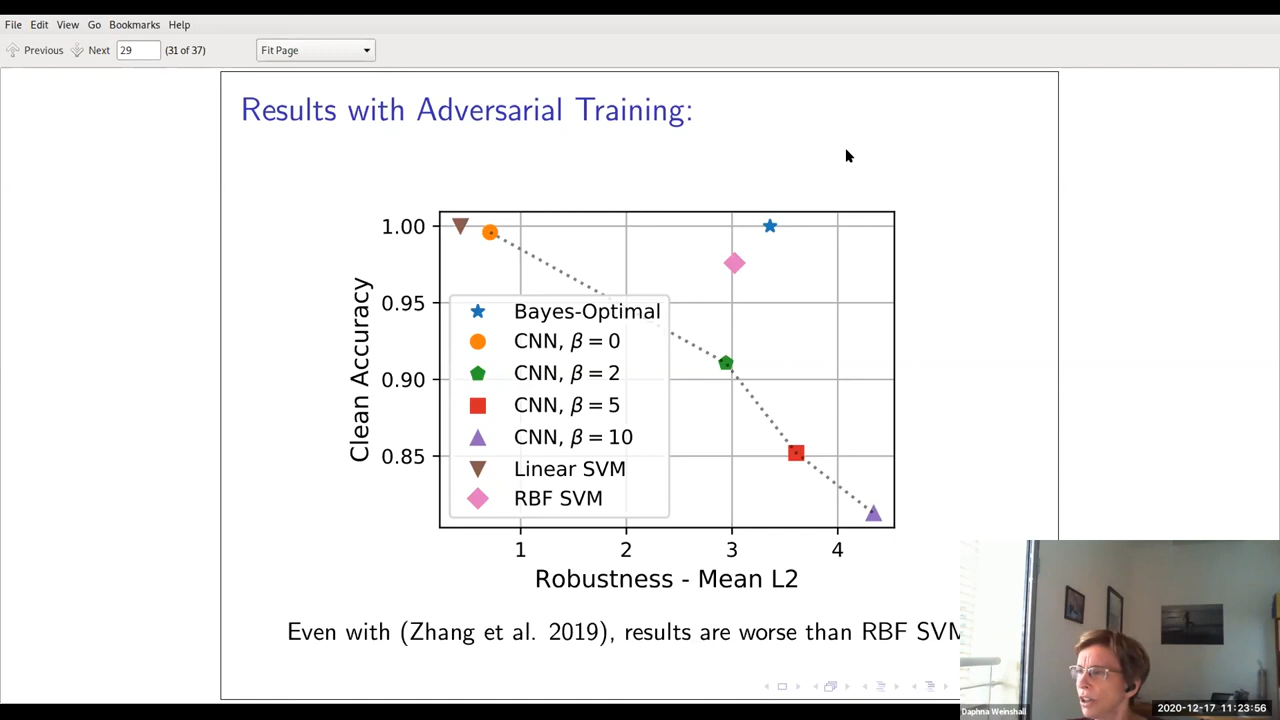 File Edit View Go Bookmarks Help
Previous Next 29 (31 of 37) Fit Page
Results with Adversarial Training:
1.00
0.95
0.90
0.85
Clean Accuracy
Bayes-Optimal
CNN, β = 0
CNN, β = 2
CNN, β = 5
CNN, β = 10
Linear SVM
RBF SVM
1 2 3 4
Robustness - Mean L2
Even with (Zhang et al. 2019), results are worse than RBF SVM
Daphna Weinshall
2020-12-17 11:23:56